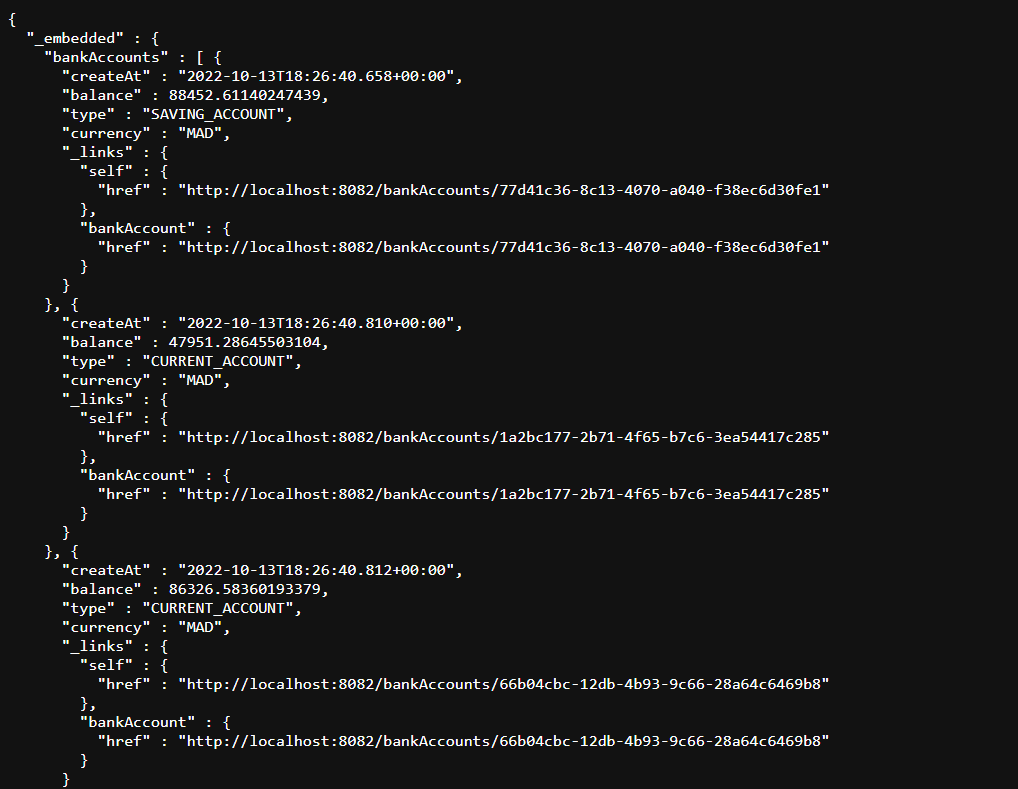 {
  "_embedded" : {
    "bankAccounts" : [ {
      "createAt" : "2022-10-13T18:26:40.658+00:00",
      "balance" : 88452.61140247439,
      "type" : "SAVING_ACCOUNT",
      "currency" : "MAD",
      "_links" : {
        "self" : {
          "href" : "http://localhost:8082/bankAccounts/77d41c36-8c13-4070-a040-f38ec6d30fe1"
        },
        "bankAccount" : {
          "href" : "http://localhost:8082/bankAccounts/77d41c36-8c13-4070-a040-f38ec6d30fe1"
        }
      }
    }, {
      "createAt" : "2022-10-13T18:26:40.810+00:00",
      "balance" : 47951.28645503104,
      "type" : "CURRENT_ACCOUNT",
      "currency" : "MAD",
      "_links" : {
        "self" : {
          "href" : "http://localhost:8082/bankAccounts/1a2bc177-2b71-4f65-b7c6-3ea54417c285"
        },
        "bankAccount" : {
          "href" : "http://localhost:8082/bankAccounts/1a2bc177-2b71-4f65-b7c6-3ea54417c285"
        }
      }
    }, {
      "createAt" : "2022-10-13T18:26:40.812+00:00",
      "balance" : 86326.58360193379,
      "type" : "CURRENT_ACCOUNT",
      "currency" : "MAD",
      "_links" : {
        "self" : {
          "href" : "http://localhost:8082/bankAccounts/66b04cbc-12db-4b93-9c66-28a64c6469b8"
        },
        "bankAccount" : {
          "href" : "http://localhost:8082/bankAccounts/66b04cbc-12db-4b93-9c66-28a64c6469b8"
        }
      }